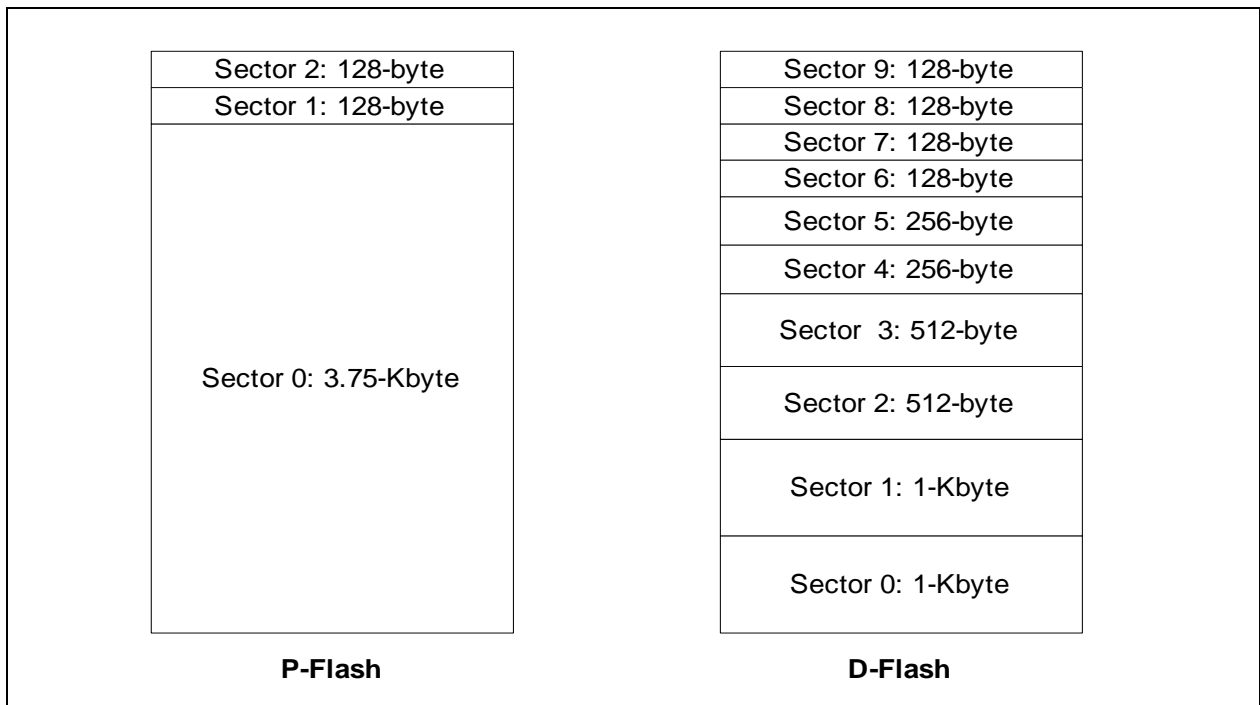 Sector 2: 128-byte
Sector 1: 128-byte
Sector 0: 3.75-Kbyte
P-Flash
Sector 9: 128-byte
Sector 8: 128-byte
Sector 7: 128-byte
Sector 6: 128-byte
Sector 5: 256-byte
Sector 4: 256-byte
Sector 3: 512-byte
Sector 2: 512-byte
Sector 1: 1-Kbyte
Sector 0: 1-Kbyte
D-Flash